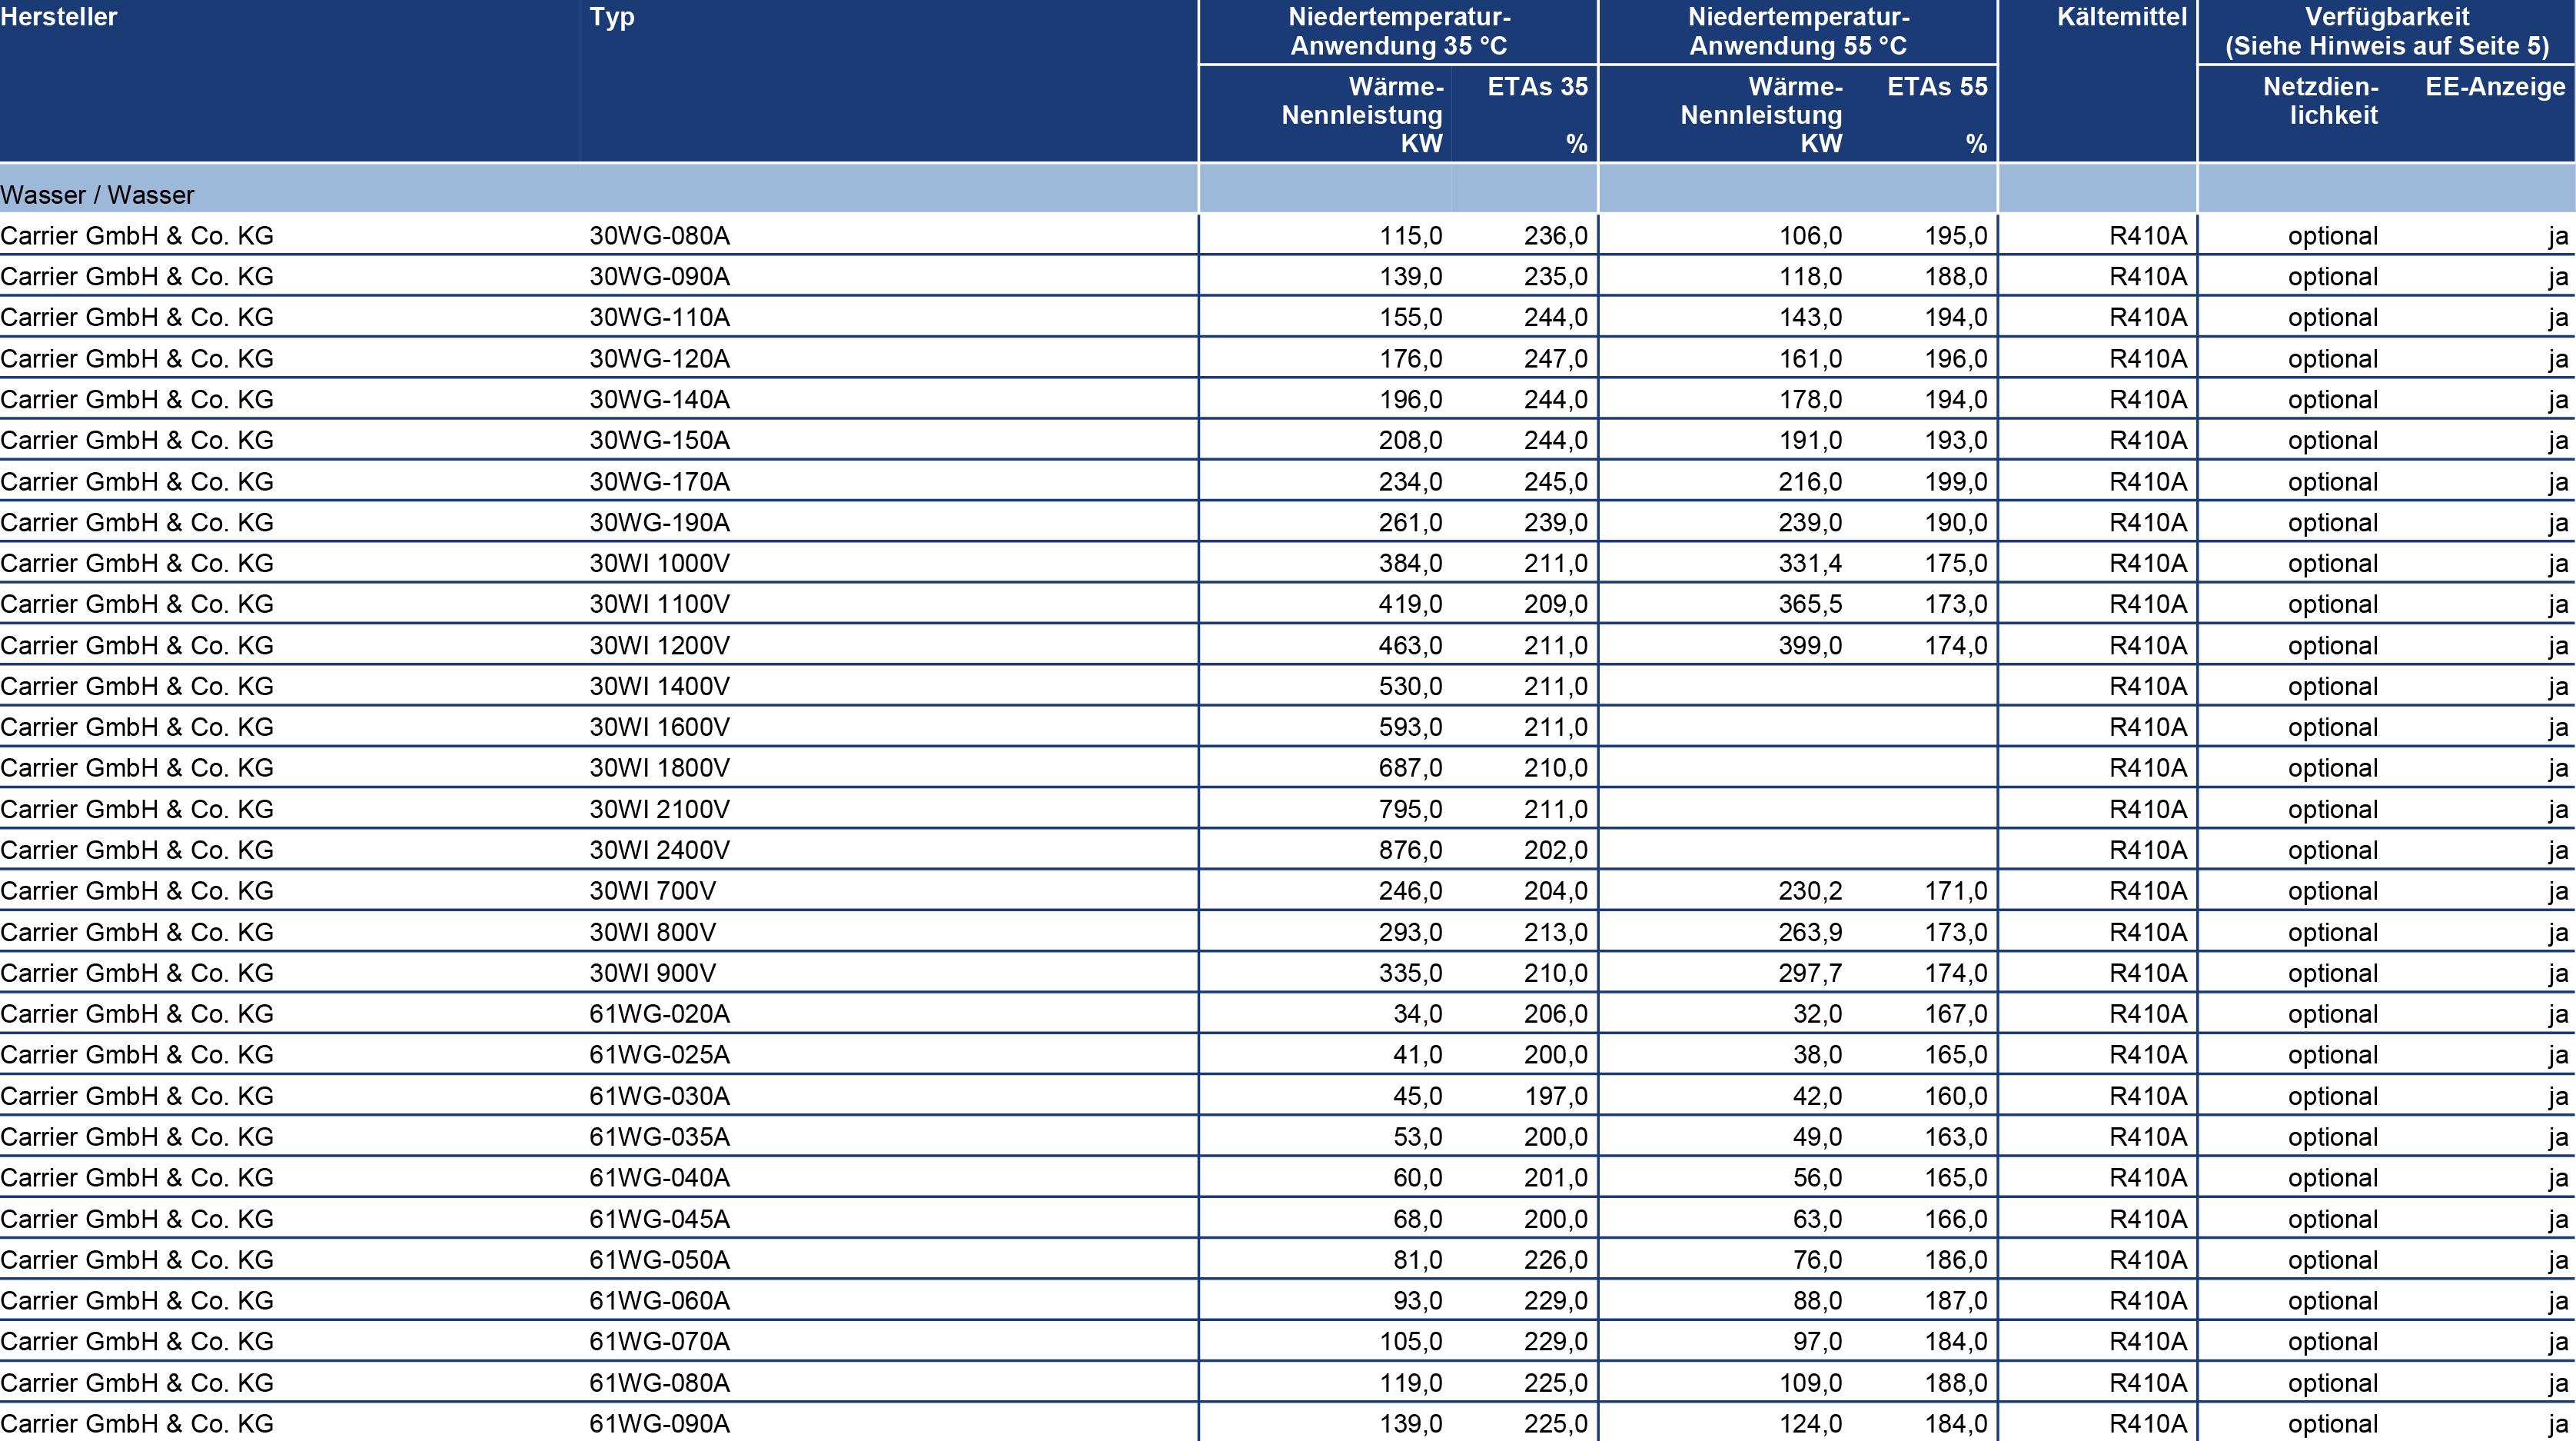 Hersteller Typ Niedertemperatur- Niedertemperatur- Kältemittel Verfügbarkeit
Anwendung 35 °C Anwendung 55 °C (Siehe Hinweis auf Seite 5)
Wärme- ETAs 35 Wärme- ETAs 55 Netzdien- EE-Anzeige
Nennleistung Nennleistung lichkeit
KW % KW %
Wasser / Wasser
Carrier GmbH & Co. KG 30WG-080A 115,0 236,0 106,0 195,0 R410A optional ja
Carrier GmbH & Co. KG 30WG-090A 139,0 235,0 118,0 188,0 R410A optional ja
Carrier GmbH & Co. KG 30WG-110A 155,0 244,0 143,0 194,0 R410A optional ja
Carrier GmbH & Co. KG 30WG-120A 176,0 247,0 161,0 196,0 R410A optional ja
Carrier GmbH & Co. KG 30WG-140A 196,0 244,0 178,0 194,0 R410A optional ja
Carrier GmbH & Co. KG 30WG-150A 208,0 244,0 191,0 193,0 R410A optional ja
Carrier GmbH & Co. KG 30WG-170A 234,0 245,0 216,0 199,0 R410A optional ja
Carrier GmbH & Co. KG 30WG-190A 261,0 239,0 239,0 190,0 R410A optional ja
Carrier GmbH & Co. KG 30WI 1000V 384,0 211,0 331,4 175,0 R410A optional ja
Carrier GmbH & Co. KG 30WI 1100V 419,0 209,0 365,5 173,0 R410A optional ja
Carrier GmbH & Co. KG 30WI 1200V 463,0 211,0 399,0 174,0 R410A optional ja
Carrier GmbH & Co. KG 30WI 1400V 530,0 211,0 R410A optional ja
Carrier GmbH & Co. KG 30WI 1600V 593,0 211,0 R410A optional ja
Carrier GmbH & Co. KG 30WI 1800V 687,0 210,0 R410A optional ja
Carrier GmbH & Co. KG 30WI 2100V 795,0 211,0 R410A optional ja
Carrier GmbH & Co. KG 30WI 2400V 876,0 202,0 R410A optional ja
Carrier GmbH & Co. KG 30WI 700V 246,0 204,0 230,2 171,0 R410A optional ja
Carrier GmbH & Co. KG 30WI 800V 293,0 213,0 263,9 173,0 R410A optional ja
Carrier GmbH & Co. KG 30WI 900V 335,0 210,0 297,7 174,0 R410A optional ja
Carrier GmbH & Co. KG 61WG-020A 34,0 206,0 32,0 167,0 R410A optional ja
Carrier GmbH & Co. KG 61WG-025A 41,0 200,0 38,0 165,0 R410A optional ja
Carrier GmbH & Co. KG 61WG-030A 45,0 197,0 42,0 160,0 R410A optional ja
Carrier GmbH & Co. KG 61WG-035A 53,0 200,0 49,0 163,0 R410A optional ja
Carrier GmbH & Co. KG 61WG-040A 60,0 201,0 56,0 165,0 R410A optional ja
Carrier GmbH & Co. KG 61WG-045A 68,0 200,0 63,0 166,0 R410A optional ja
Carrier GmbH & Co. KG 61WG-050A 81,0 226,0 76,0 186,0 R410A optional ja
Carrier GmbH & Co. KG 61WG-060A 93,0 229,0 88,0 187,0 R410A optional ja
Carrier GmbH & Co. KG 61WG-070A 105,0 229,0 97,0 184,0 R410A optional ja
Carrier GmbH & Co. KG 61WG-080A 119,0 225,0 109,0 188,0 R410A optional ja
Carrier GmbH & Co. KG 61WG-090A 139,0 225,0 124,0 184,0 R410A optional ja